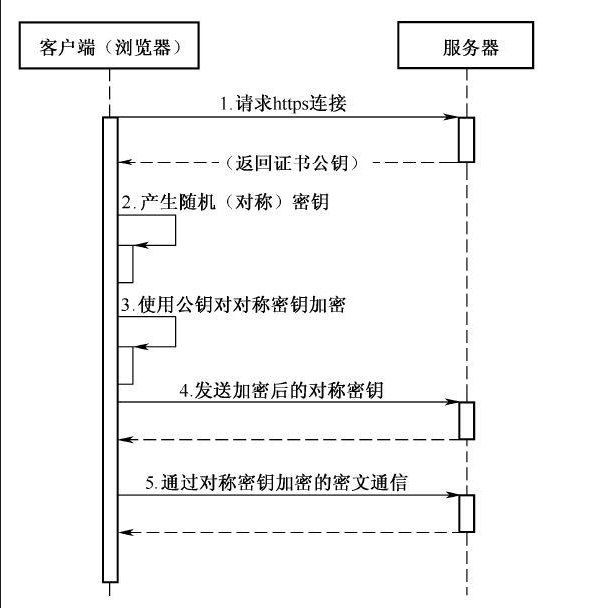 客户端（浏览器）
服务器
1.请求https连接
（返回证书公钥）
2.产生随机（对称）密钥
3.使用公钥对对称密钥加密
4.发送加密后的对称密钥
5.通过对称密钥加密的密文通信